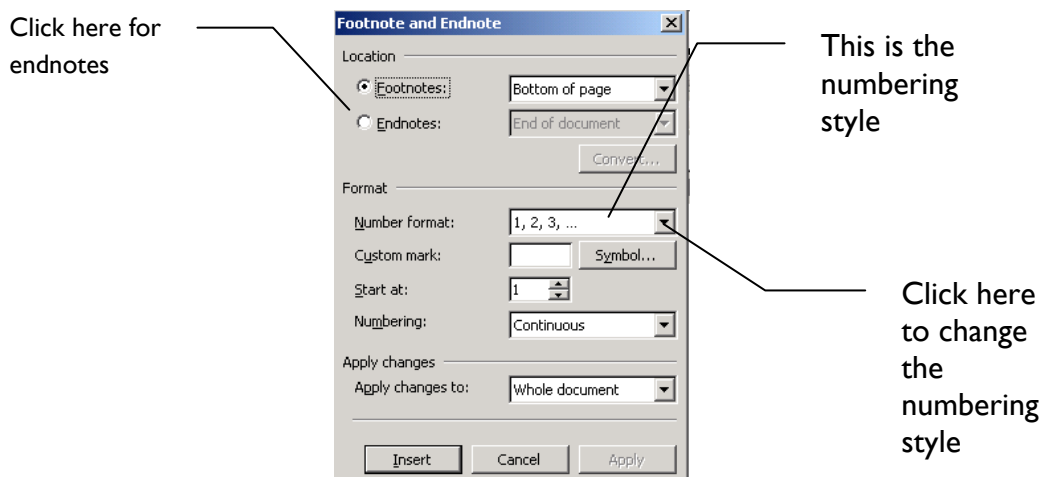 Click here for
endnotes
Footnote and Endnote
Location
Footnotes:
Bottom of page
Endnotes:
End of document
Convert...
Format
Number format:
1, 2, 3, ...
Custom mark:
Symbol...
Start at:
1
Numbering:
Continuous
Apply changes
Apply changes to:
Whole document
Insert
Cancel
Apply
This is the
numbering
style
Click here
to change
the
numbering
style